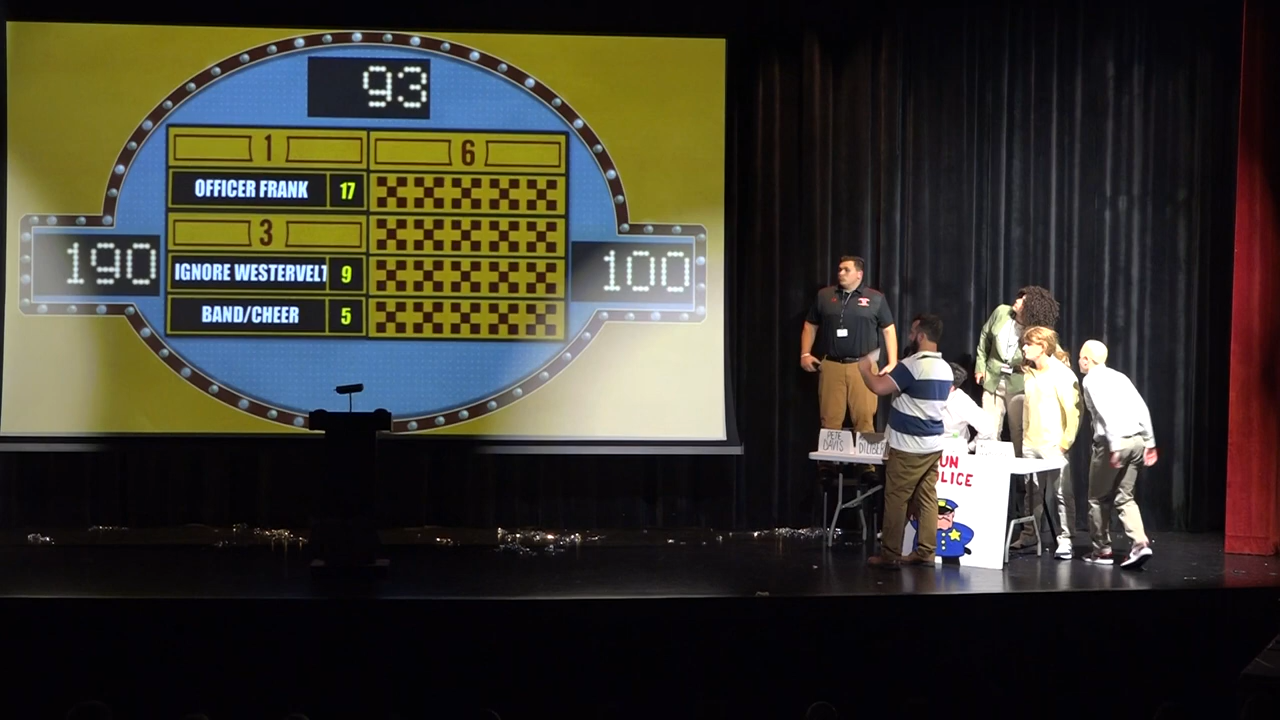 93
1 6
OFFICER FRANK 17
3
190 IGNORE WESTERVELT 9 100
BAND/CHEER 5
PETE
DAVIS
UN
LICE